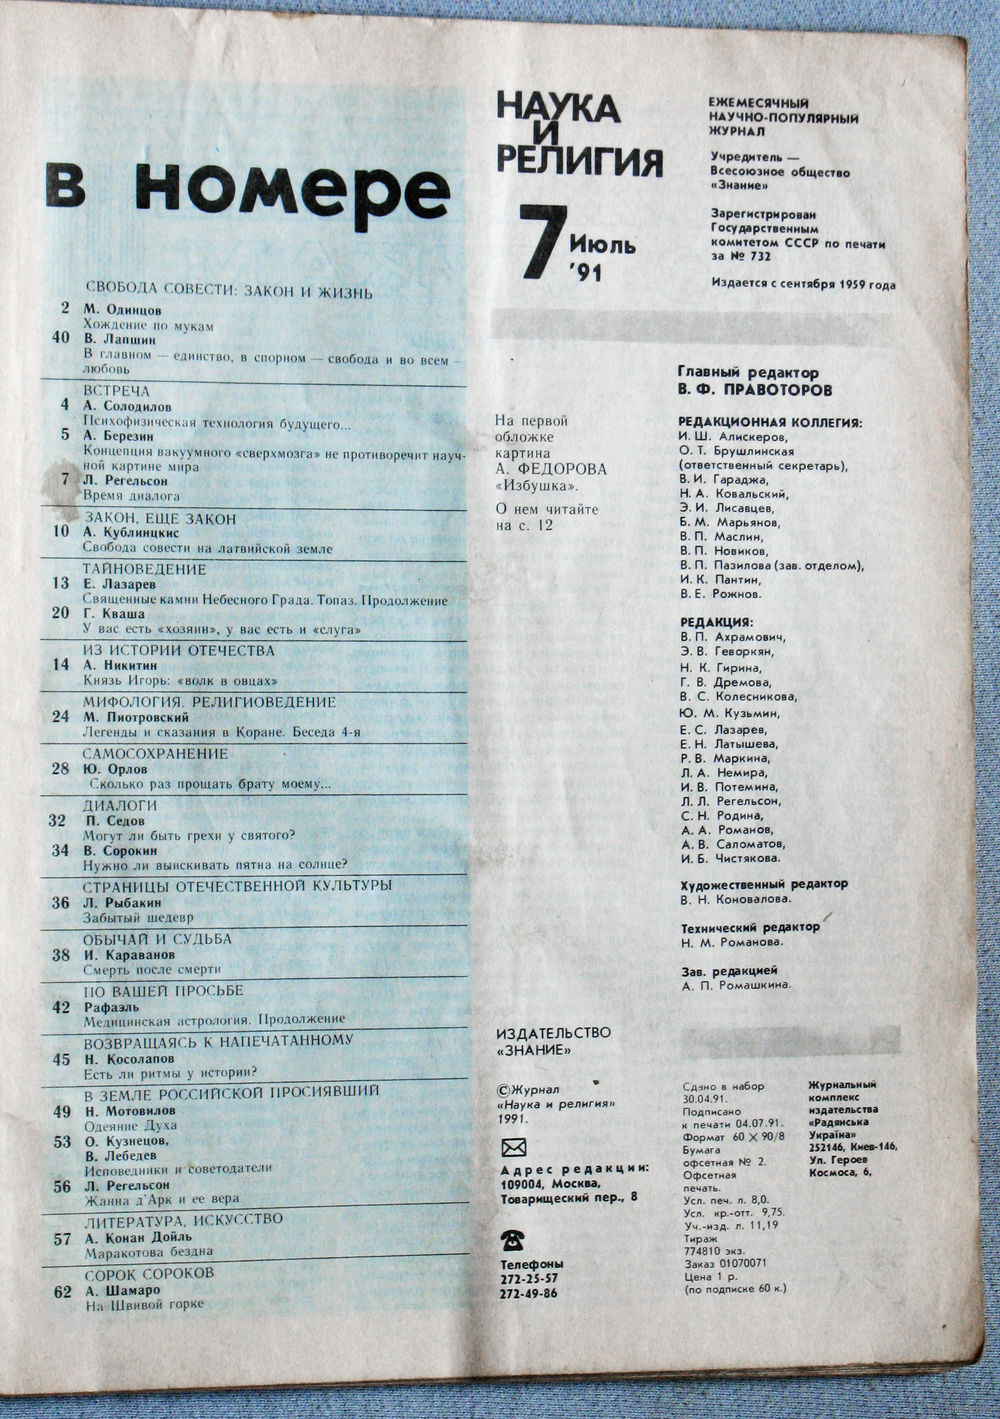 в номере
СВОБОДА СОВЕСТИ: ЗАКОН И ЖИЗНЬ
2 М. Одинцов
Хождение по мукам
40 В. Лапшин
В главном — единство, в спорном — свобода и во всем —
любовь
ВСТРЕЧА
4 А. Солодилов
Психофизическая технология будущего...
5 А. Березин
Концепция вакуумного «сверхмозга» не противоречит науч-
ной картине мира
7 Л. Регельсон
Время диалога
ЗАКОН, ЕЩЕ ЗАКОН
10 А. Кублинцкис
Свобода совести на латвийской земле
ТАЙНОВЕДЕНИЕ
13 Е. Лазарев
Священные камни Небесного Града. Топаз. Продолжение
20 Г. Кваша
У вас есть «хозяин», у вас есть и «слуга»
ИЗ ИСТОРИИ ОТЕЧЕСТВА
14 А. Никитин
Князь Игорь: «волк в овцах»
МИФОЛОГИЯ. РЕЛИГИОВЕДЕНИЕ
24 М. Пиотровский
Легенды и сказания в Коране. Беседа 4-я
САМОСОХРАНЕНИЕ
28 Ю. Орлов
Сколько раз прощать брату моему...
ДИАЛОГИ
32 П. Седов
Могут ли быть грехи у святого?
34 В. Сорокин
Нужно ли выискивать пятна на солнце?
СТРАНИЦЫ ОТЕЧЕСТВЕННОЙ КУЛЬТУРЫ
36 Л. Рыбакин
Забытый шедевр
ОБЫЧАЙ И СУДЬБА
38 И. Караванов
Смерть после смерти
ПО ВАШЕЙ ПРОСЬБЕ
42 Рафаэль
Медицинская астрология. Продолжение
ВОЗВРАЩАЯСЬ К НАПЕЧАТАННОМУ
45 Н. Косолапов
Есть ли ритмы у истории?
В ЗЕМЛЕ РОССИЙСКОЙ ПРОСИЯВШИЙ
49 Н. Мотовилов
Одеяние Духа
53 О. Кузнецов,
В. Лебедев
Исповедники и советодатели
56 Л. Регельсон
Жанна д'Арк и ее вера
ЛИТЕРАТУРА, ИСКУССТВО
57 А. Конан Дойль
Маракотова бездна
СОРОК СОРОКОВ
62 А. Шамаро
На Швивой горке
НАУКА
И
РЕЛИГИЯ
7 Июль
'91
На первой
обложке
картина
А. ФЕДОРОВА
«Избушка».
О нем читайте
на с. 12
ИЗДАТЕЛЬСТВО
«ЗНАНИЕ»
©Журнал
«Наука и религия»
1991.
Адрес редакции:
109004, Москва,
Товарищеский пер., 8
Телефоны
272-25-57
272-49-86
ЕЖЕМЕСЯЧНЫЙ
НАУЧНО-ПОПУЛЯРНЫЙ
ЖУРНАЛ
Учредитель —
Всесоюзное общество
«Знание»
Зарегистрирован
Государственным
комитетом СССР по печати
за № 732
Издается с сентября 1959 года
Главный редактор
В. Ф. ПРАВОТОРОВ
РЕДАКЦИОННАЯ КОЛЛЕГИЯ:
И. Ш. Алискеров,
О. Т. Брушлинская
(ответственный секретарь),
В. И. Гараджа,
Н. А. Ковальский,
Э. И. Лисавцев,
Б. М. Марьянов,
В. П. Маслин,
В. П. Новиков,
В. П. Пазилова (зав. отделом),
И. К. Пантин,
В. Е. Рожнов.
РЕДАКЦИЯ:
В. П. Ахрамович,
Э. В. Геворкян,
Н. К. Гирина,
Г. В. Дремова,
В. С. Колесникова,
Ю. М. Кузьмин,
Е. С. Лазарев,
Е. Н. Латышева,
Р. В. Маркина,
Л. А. Немира,
И. В. Потемина,
Л. Л. Регельсон,
С. Н. Родина,
А. А. Романов,
А. В. Саломатов,
И. Б. Чистякова.
Художественный редактор
В. Н. Коновалова.
Технический редактор
Н. М. Романова.
Зав. редакцией
А. П. Ромашкина.
Сдано в набор
30.04.91.
Подписано
к печати 04.07.91.
Формат 60 X 90/8
Бумага
офсетная № 2.
Офсетная
печать.
Усл. печ. л. 8,0.
Усл. кр.-отт. 9,75.
Уч.-изд. л. 11,19
Тираж
774810 экз.
Заказ 01070071
Цена 1 р.
(по подписке 60 к.)
Журнальный
комплекс
издательства
«Радянська
Україна»
252146, Киев-146,
Ул. Героев
Космоса, 6,